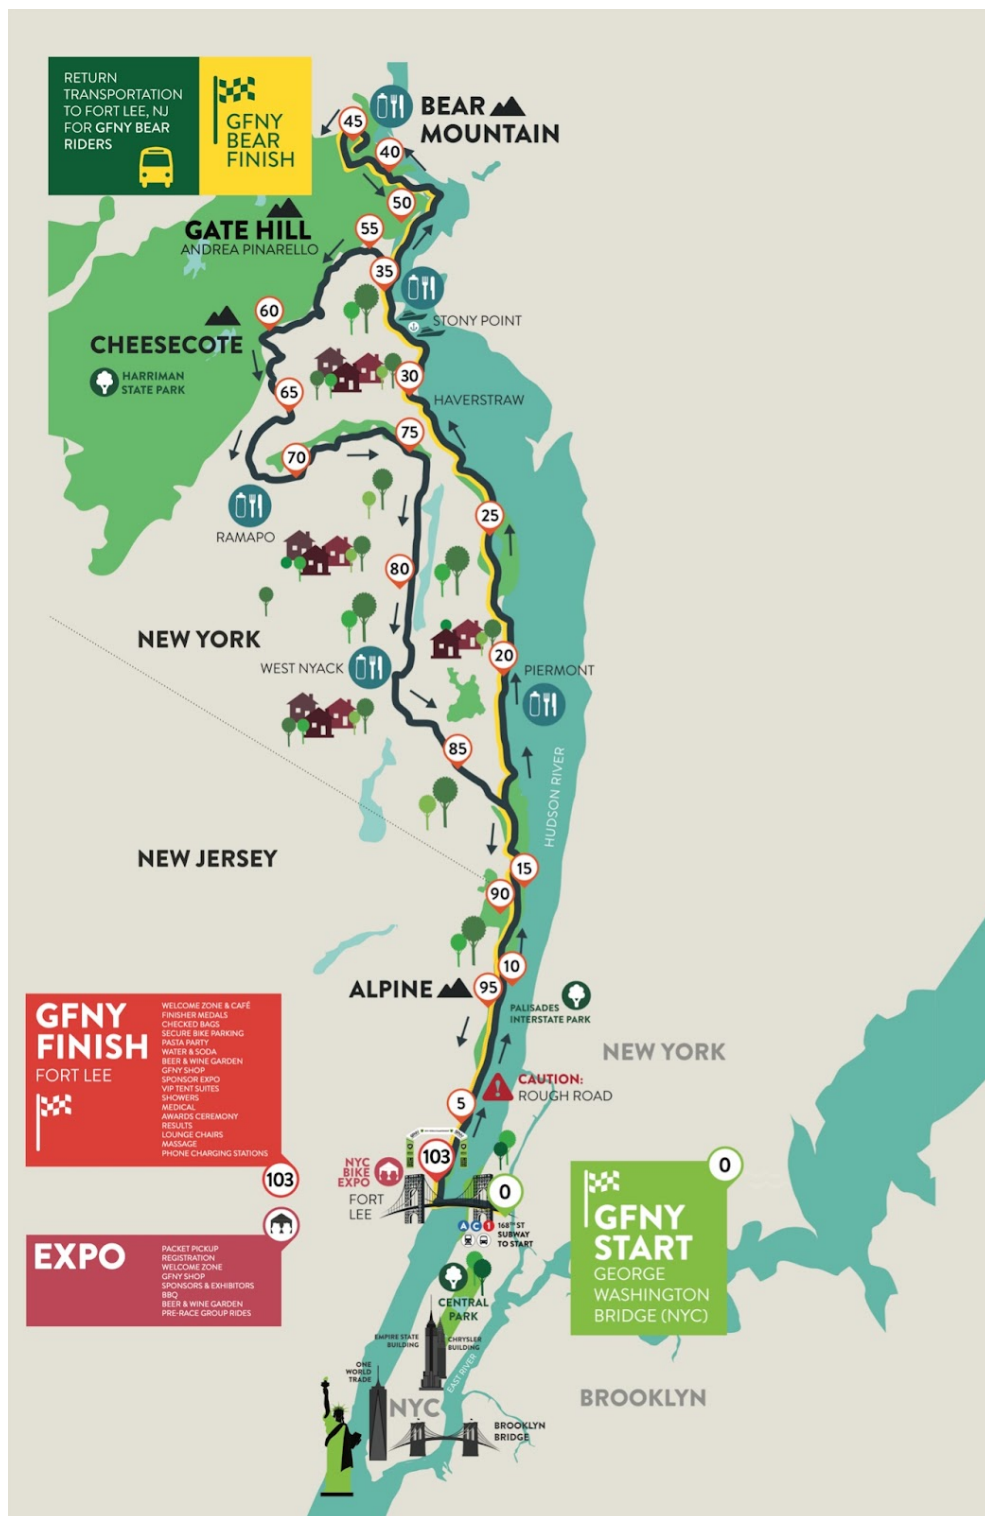 RETURN
TRANSPORTATION
TO FORT LEE, NJ
FOR GFNY BEAR
RIDERS
GFNY
BEAR
FINISH
BEAR
MOUNTAIN
45
40
50
GATE HILL
ANDREA PINARELLO
55
35
60
STONY POINT
CHEESECOTE
HARRIMAN
STATE PARK
30
65
HAVERSTRAW
75
70
RAMAPO
25
80
NEW YORK
WEST NYACK
20
PIERMONT
85
HUDSON RIVER
NEW JERSEY
15
90
10
ALPINE
95
PALISADES
INTERSTATE PARK
NEW YORK
CAUTION:
ROUGH ROAD
5
GFNY
FINISH
FORT LEE
WELCOME ZONE & CAFÉ
FINISHER MEDALS
CHECKED BAGS
SECURE BIKE PARKING
PASTA PARTY
WATER & SODA
BEER & WINE GARDEN
GFNY SHOP
SPONSOR EXPO
VIP TENT SUITES
SHOWERS
MEDICAL
AWARDS CEREMONY
RESULTS
LOUNGE CHAIRS
MASSAGE
PHONE CHARGING STATIONS
103
103
NYC
BIKE
EXPO
FORT
LEE
0
A C 1 168TH ST
SUBWAY
TO START
0
GFNY
START
GEORGE
WASHINGTON
BRIDGE (NYC)
EXPO
PACKET PICKUP
REGISTRATION
WELCOME ZONE
GFNY SHOP
SPONSORS & EXHIBITORS
BBQ
BEER & WINE GARDEN
PRE-RACE GROUP RIDES
CENTRAL
PARK
EMPIRE STATE
BUILDING
CHRYSLER
BUILDING
ONE
WORLD
TRADE
EAST RIVER
NYC
BROOKLYN
BROOKLYN
BRIDGE